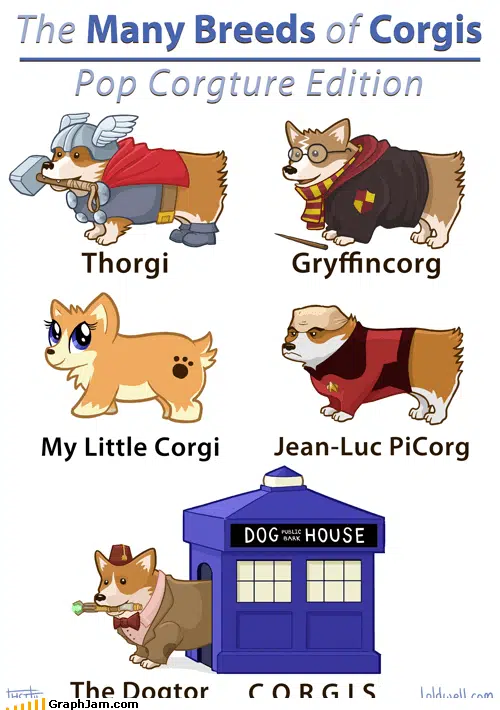 The Many Breeds of Corgis
Pop Corgture Edition
Thorgi
Gryffincorg
My Little Corgi
Jean-Luc PiCorg
DOG PUBLIC BARK HOUSE
The Dogtor
CORGIS
GraphJam.com
loldwell.com